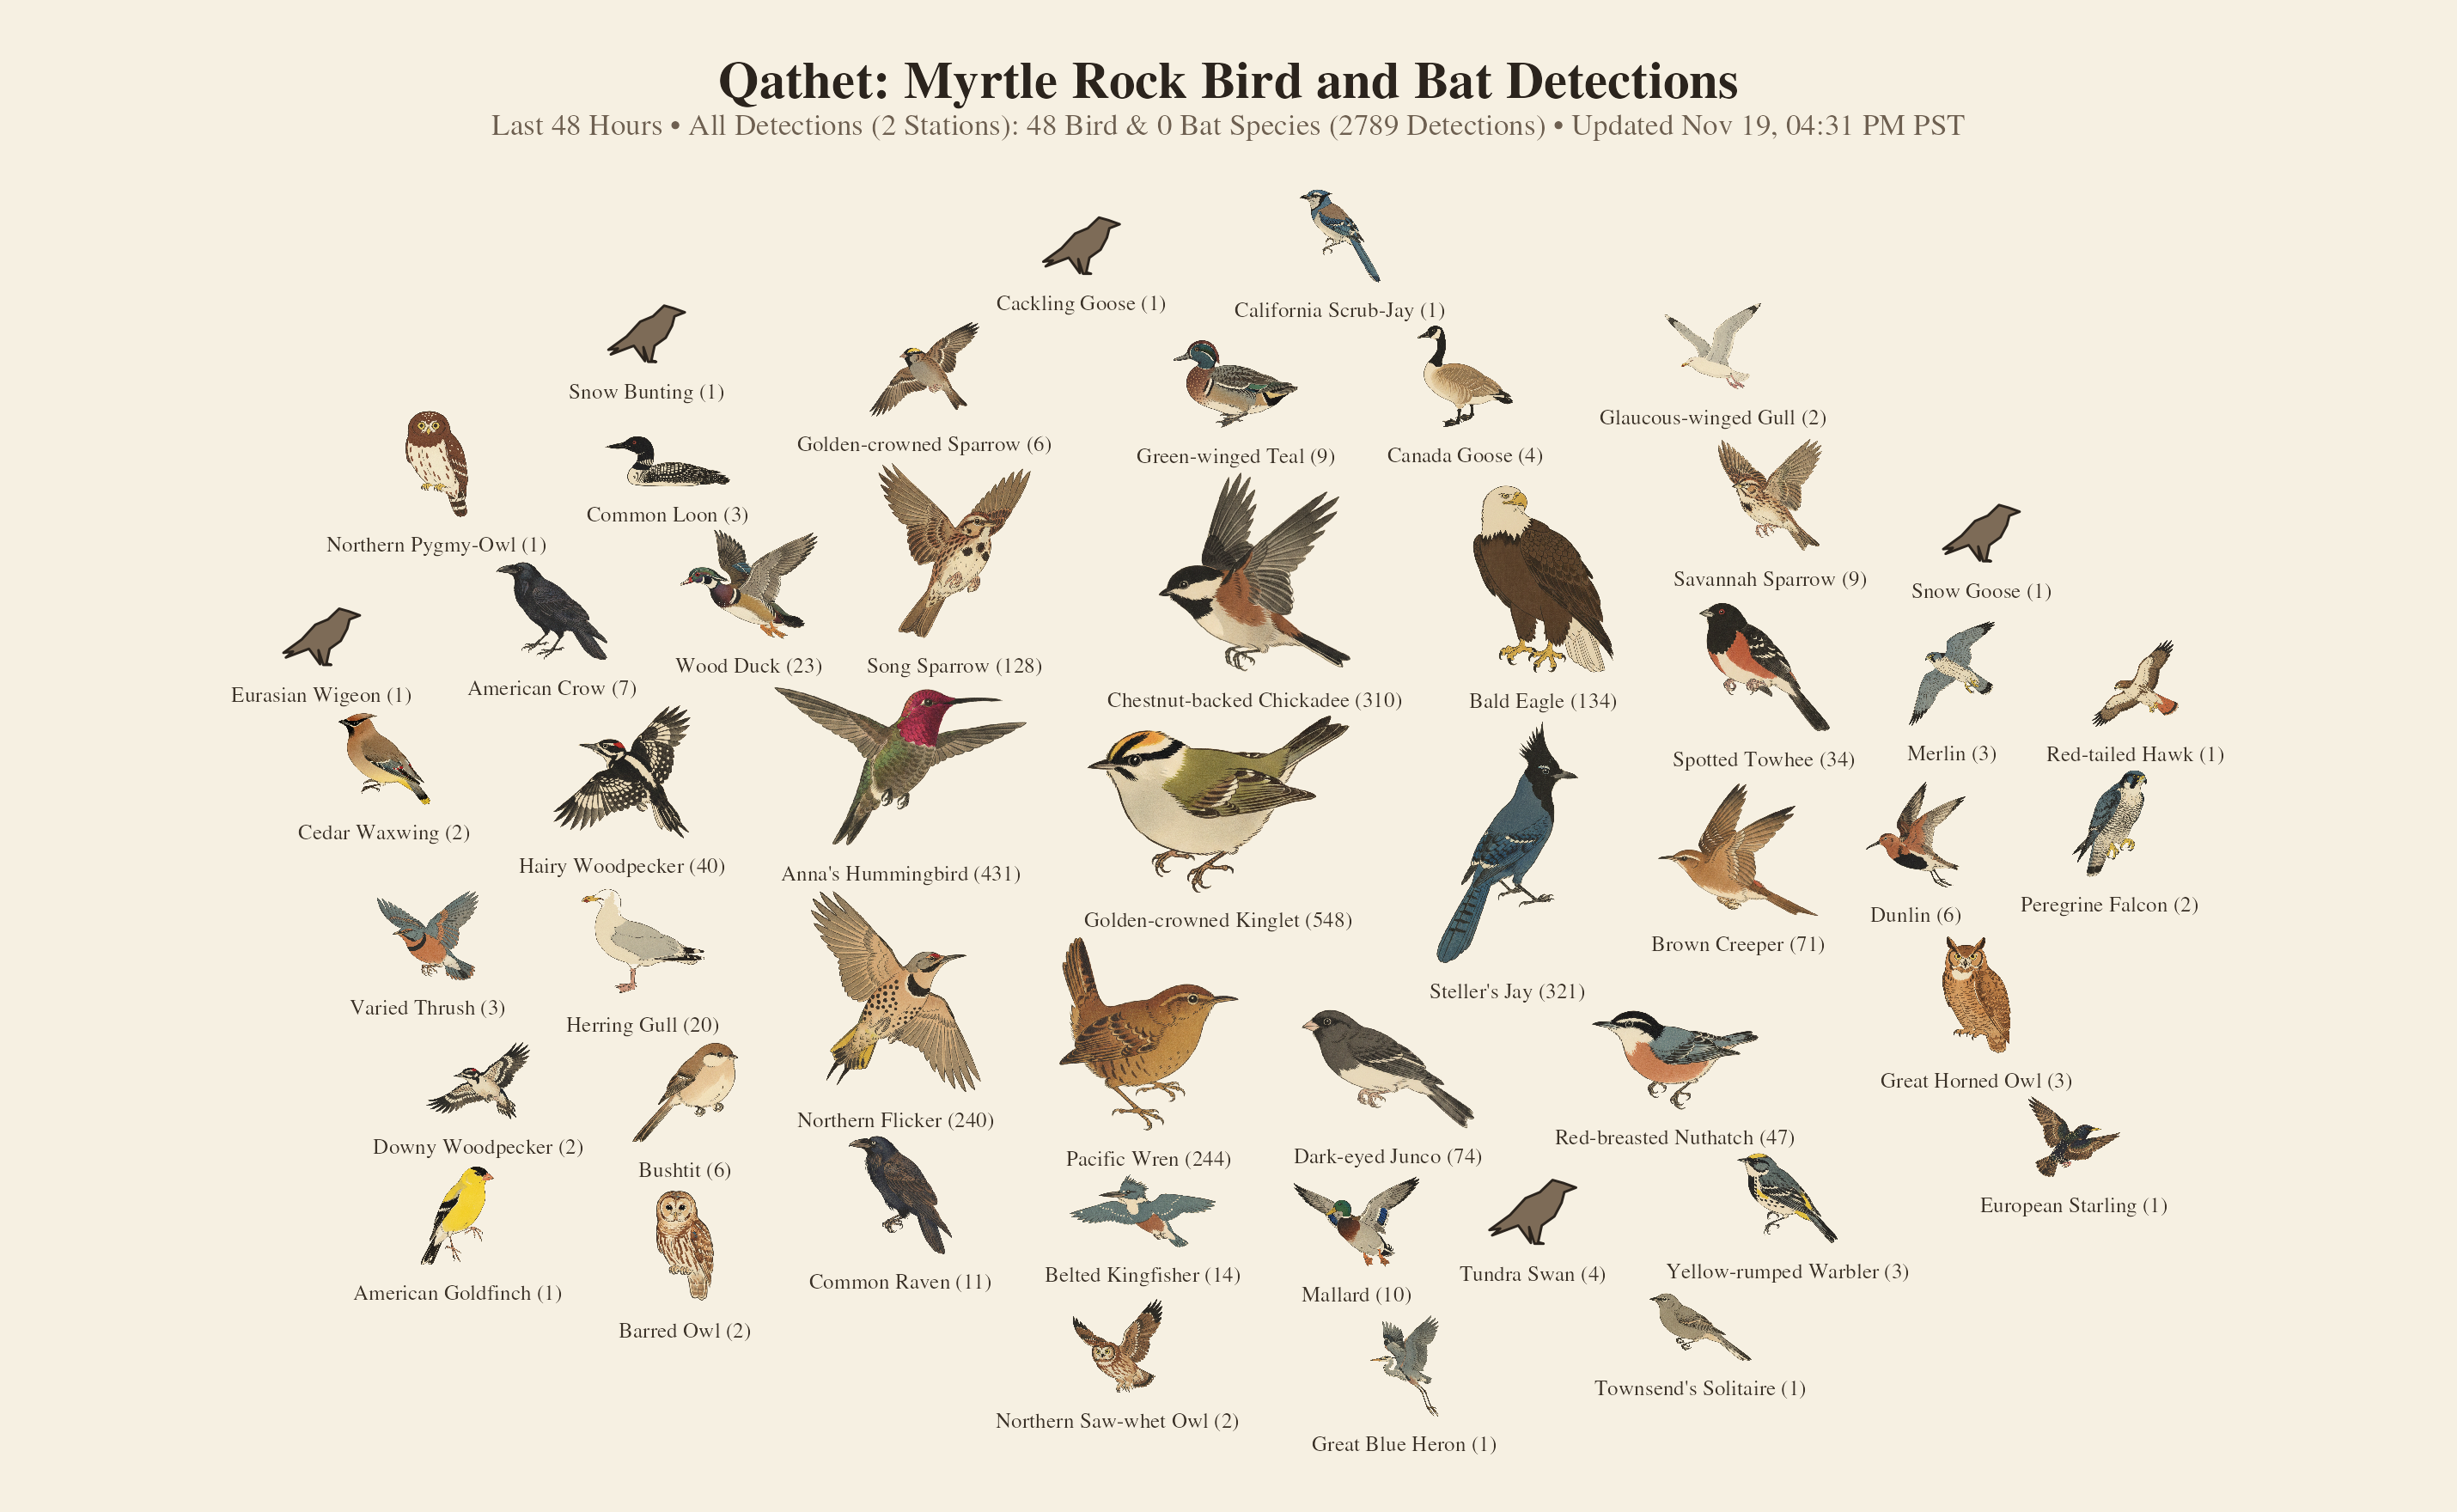 Qathet: Myrtle Rock Bird and Bat Detections
Last 48 Hours • All Detections (2 Stations): 48 Bird & 0 Bat Species (2789 Detections) • Updated Nov 19, 04:31 PM PST
Cackling Goose (1)
California Scrub-Jay (1)
Snow Bunting (1)
Glaucous-winged Gull (2)
Golden-crowned Sparrow (6)
Green-winged Teal (9)
Canada Goose (4)
Common Loon (3)
Northern Pygmy-Owl (1)
Savannah Sparrow (9)
Snow Goose (1)
Wood Duck (23)
Song Sparrow (128)
American Crow (7)
Eurasian Wigeon (1)
Chestnut-backed Chickadee (310)
Bald Eagle (134)
Spotted Towhee (34)
Merlin (3)
Red-tailed Hawk (1)
Cedar Waxwing (2)
Hairy Woodpecker (40)
Anna's Hummingbird (431)
Golden-crowned Kinglet (548)
Dunlin (6)
Peregrine Falcon (2)
Brown Creeper (71)
Steller's Jay (321)
Varied Thrush (3)
Herring Gull (20)
Great Horned Owl (3)
Northern Flicker (240)
Red-breasted Nuthatch (47)
Downy Woodpecker (2)
Pacific Wren (244)
Dark-eyed Junco (74)
Bushtit (6)
European Starling (1)
Common Raven (11)
Belted Kingfisher (14)
Tundra Swan (4)
Yellow-rumped Warbler (3)
American Goldfinch (1)
Mallard (10)
Barred Owl (2)
Townsend's Solitaire (1)
Northern Saw-whet Owl (2)
Great Blue Heron (1)